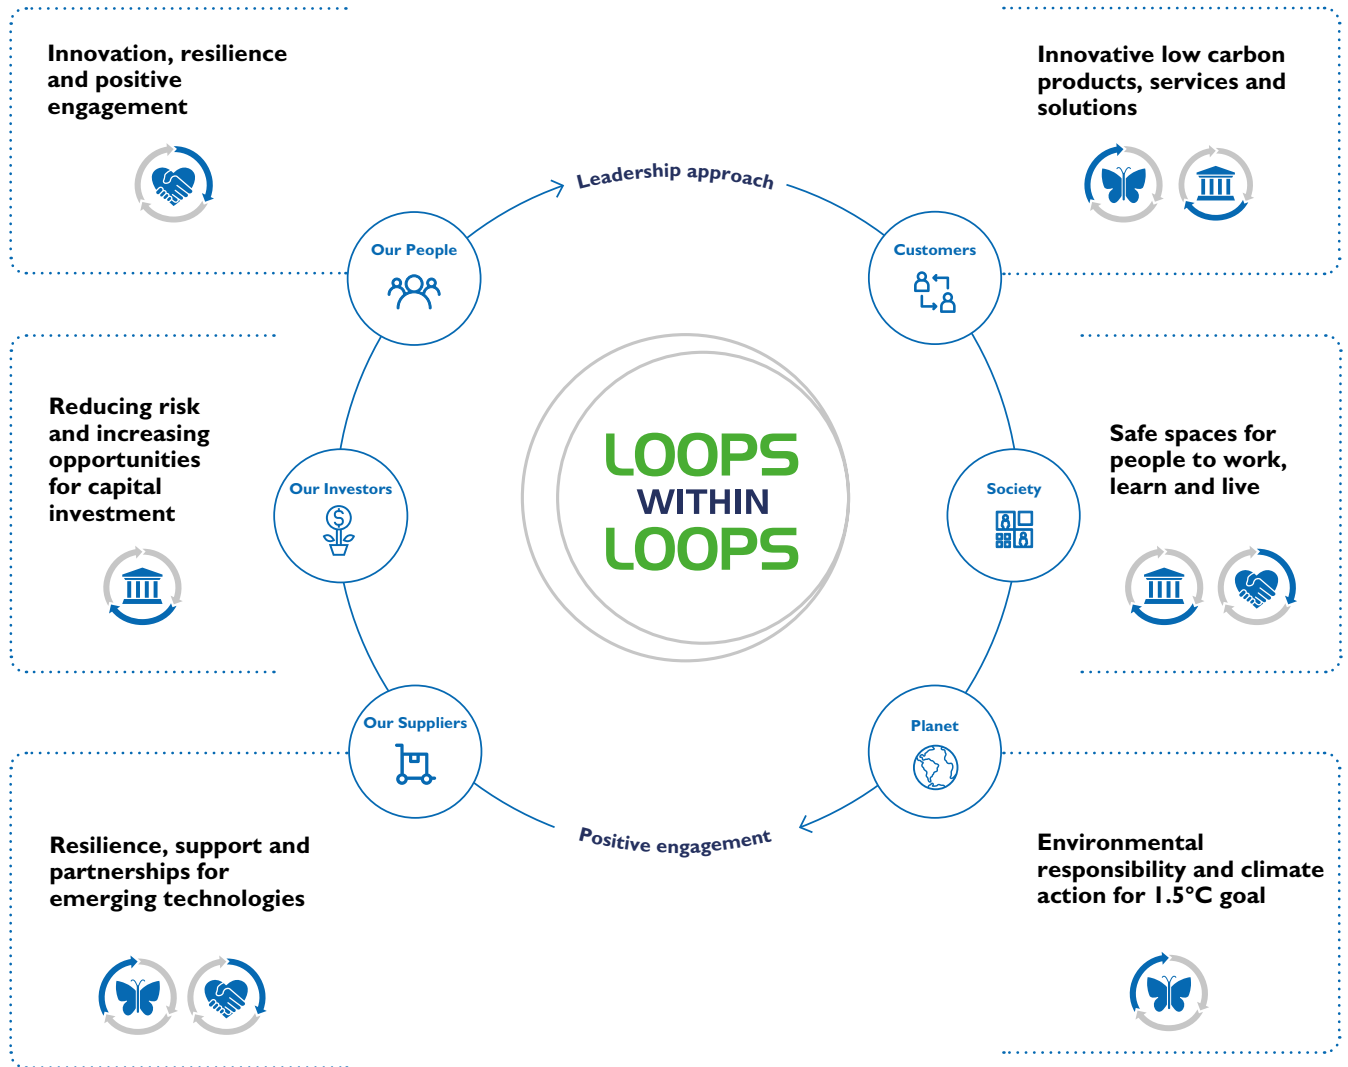 Innovation, resilience
and positive
engagement
Innovative low carbon
products, services and
solutions
Leadership approach
Our People
Customers
Reducing risk
and increasing
opportunities
for capital
investment
Our Investors
$
LOOPS
WITHIN
LOOPS
Society
Safe spaces for
people to work,
learn and live
Our Suppliers
Planet
Positive engagement
Resilience, support and
partnerships for
emerging technologies
Environmental
responsibility and climate
action for 1.5°C goal